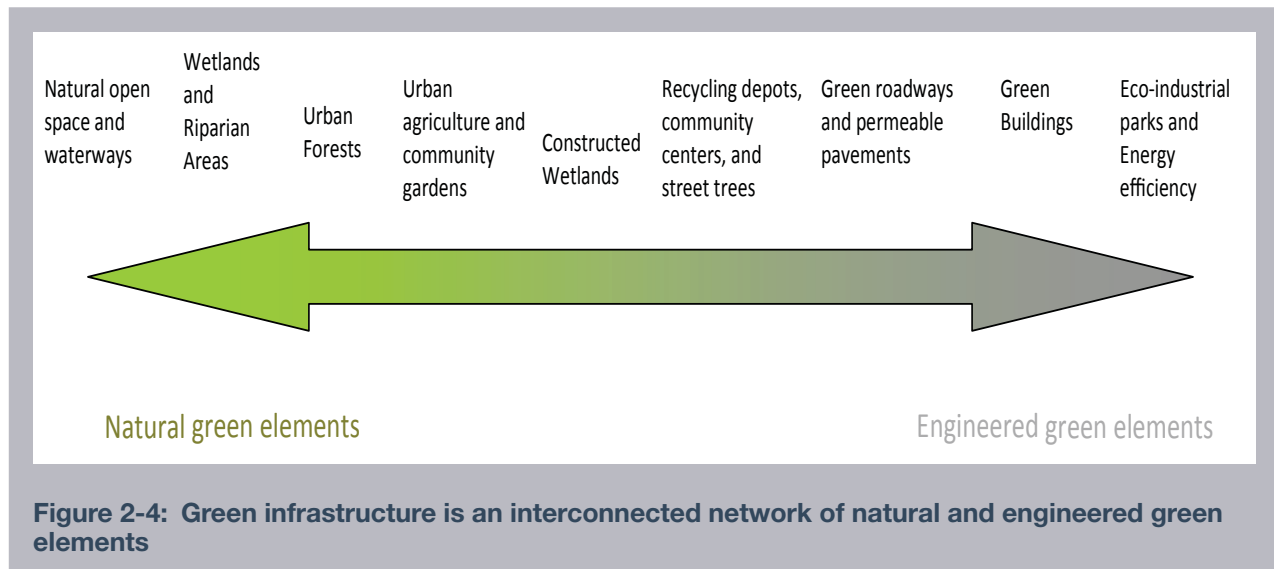 Natural open
space and
waterways
Wetlands
and
Riparian
Areas
Urban
Forests
Urban
agriculture and
community
gardens
Constructed
Wetlands
Recycling depots,
community
centers, and
street trees
Green roadways
and permeable
pavements
Green
Buildings
Eco-industrial
parks and
Energy
efficiency
Natural green elements
Engineered green elements
Figure 2-4: Green infrastructure is an interconnected network of natural and engineered green
elements